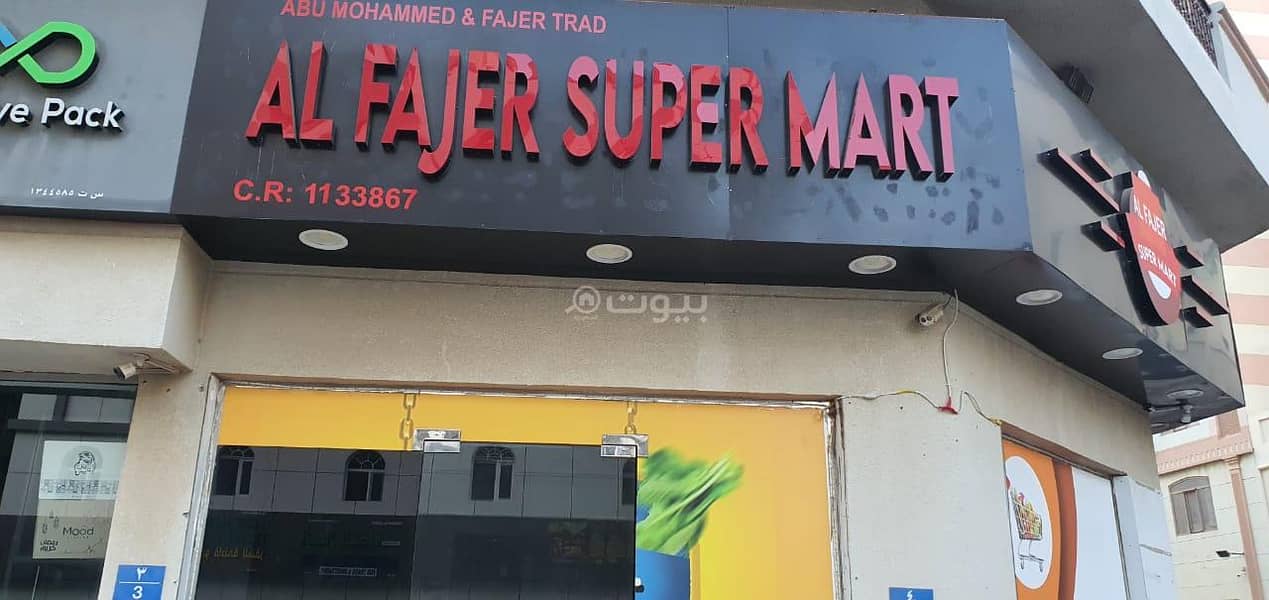 ABU MOHAMMED & FAJER TRAD
AL FAJER SUPER MART
C.R: 1133867
ve Pack
س ت ١٣٤٤٥٨٥
AL FAJER
SUPER MART
بيوت
Mood
٣
3
٤